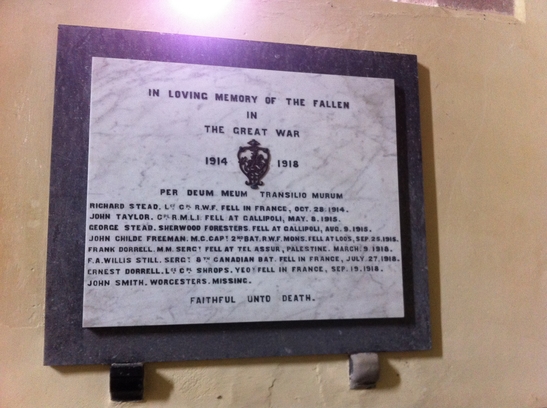 IN LOVING MEMORY OF THE FALLEN
IN
THE GREAT WAR
1914 1918
PER DEUM MEUM TRANSILIO MURUM
RICHARD STEAD. L^CE CPL R.W.F. FELL IN FRANCE, OCT. 28. 1914.
JOHN TAYLOR. CPL R.M.L.I. FELL AT GALLIPOLI, MAY. 8. 1915.
GEORGE STEAD. SHERWOOD FORESTERS. FELL AT GALLIPOLI, AUG. 9. 1915.
JOHN CHILDE FREEMAN. M.C. CAPT 2ND BAT, R.W.F. MONS. FELL AT LOOS, SEP. 25. 1915.
FRANK DORRELL. M.M. SERGT FELL AT TEL ASSUR, PALESTINE. MARCH. 9. 1918.
F.A. WILLIS STILL. SERGT 8TH CANADIAN BAT. FELL IN FRANCE, JULY. 27. 1918.
ERNEST DORRELL. LCE CPL SHROPS. YEOY FELL IN FRANCE, SEP. 19. 1918.
JOHN SMITH. WORCESTERS. MISSING.
FAITHFUL UNTO DEATH.